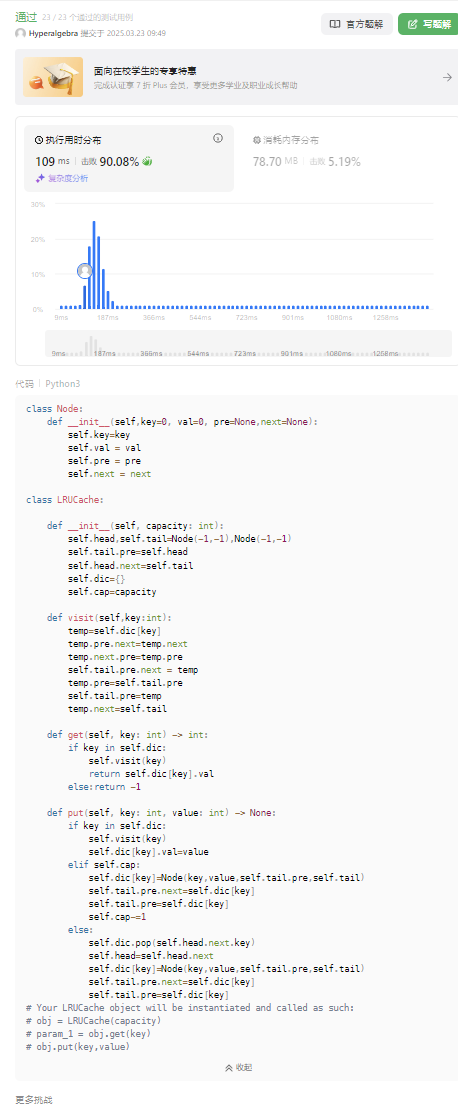 通过 23 / 23 个通过的测试用例
Hyperalgebra 提交于 2025.03.23 09:49
官方题解
写题解
面向在校学生的专享特惠
完成认证享 7 折 Plus 会员，享受更多学业及职业成长帮助
执行用时分布
109 ms | 击败 90.08%
复杂度分析
消耗内存分布
78.70 MB | 击败 5.19%
30%
20%
10%
0%
9ms 187ms 366ms 544ms 723ms 901ms 1080ms 1258ms
9ms 187ms 366ms 544ms 723ms 901ms 1080ms 1258ms
代码 | Python3
class Node:
    def __init__(self,key=0, val=0, pre=None,next=None):
        self.key=key
        self.val = val
        self.pre = pre
        self.next = next
class LRUCache:
    def __init__(self, capacity: int):
        self.head,self.tail=Node(-1,-1),Node(-1,-1)
        self.tail.pre=self.head
        self.head.next=self.tail
        self.dic={}
        self.cap=capacity
    def visit(self,key:int):
        temp=self.dic[key]
        temp.pre.next=temp.next
        temp.next.pre=temp.pre
        self.tail.pre.next = temp
        temp.pre=self.tail.pre
        self.tail.pre=temp
        temp.next=self.tail
    def get(self, key: int) -> int:
        if key in self.dic:
            self.visit(key)
            return self.dic[key].val
        else:return -1
    def put(self, key: int, value: int) -> None:
        if key in self.dic:
            self.visit(key)
            self.dic[key].val=value
        elif self.cap:
            self.dic[key]=Node(key,value,self.tail.pre,self.tail)
            self.tail.pre.next=self.dic[key]
            self.tail.pre=self.dic[key]
            self.cap-=1
        else:
            self.dic.pop(self.head.next.key)
            self.head=self.head.next
            self.dic[key]=Node(key,value,self.tail.pre,self.tail)
            self.tail.pre.next=self.dic[key]
            self.tail.pre=self.dic[key]
# Your LRUCache object will be instantiated and called as such:
# obj = LRUCache(capacity)
# param_1 = obj.get(key)
# obj.put(key,value)
收起
更多挑战